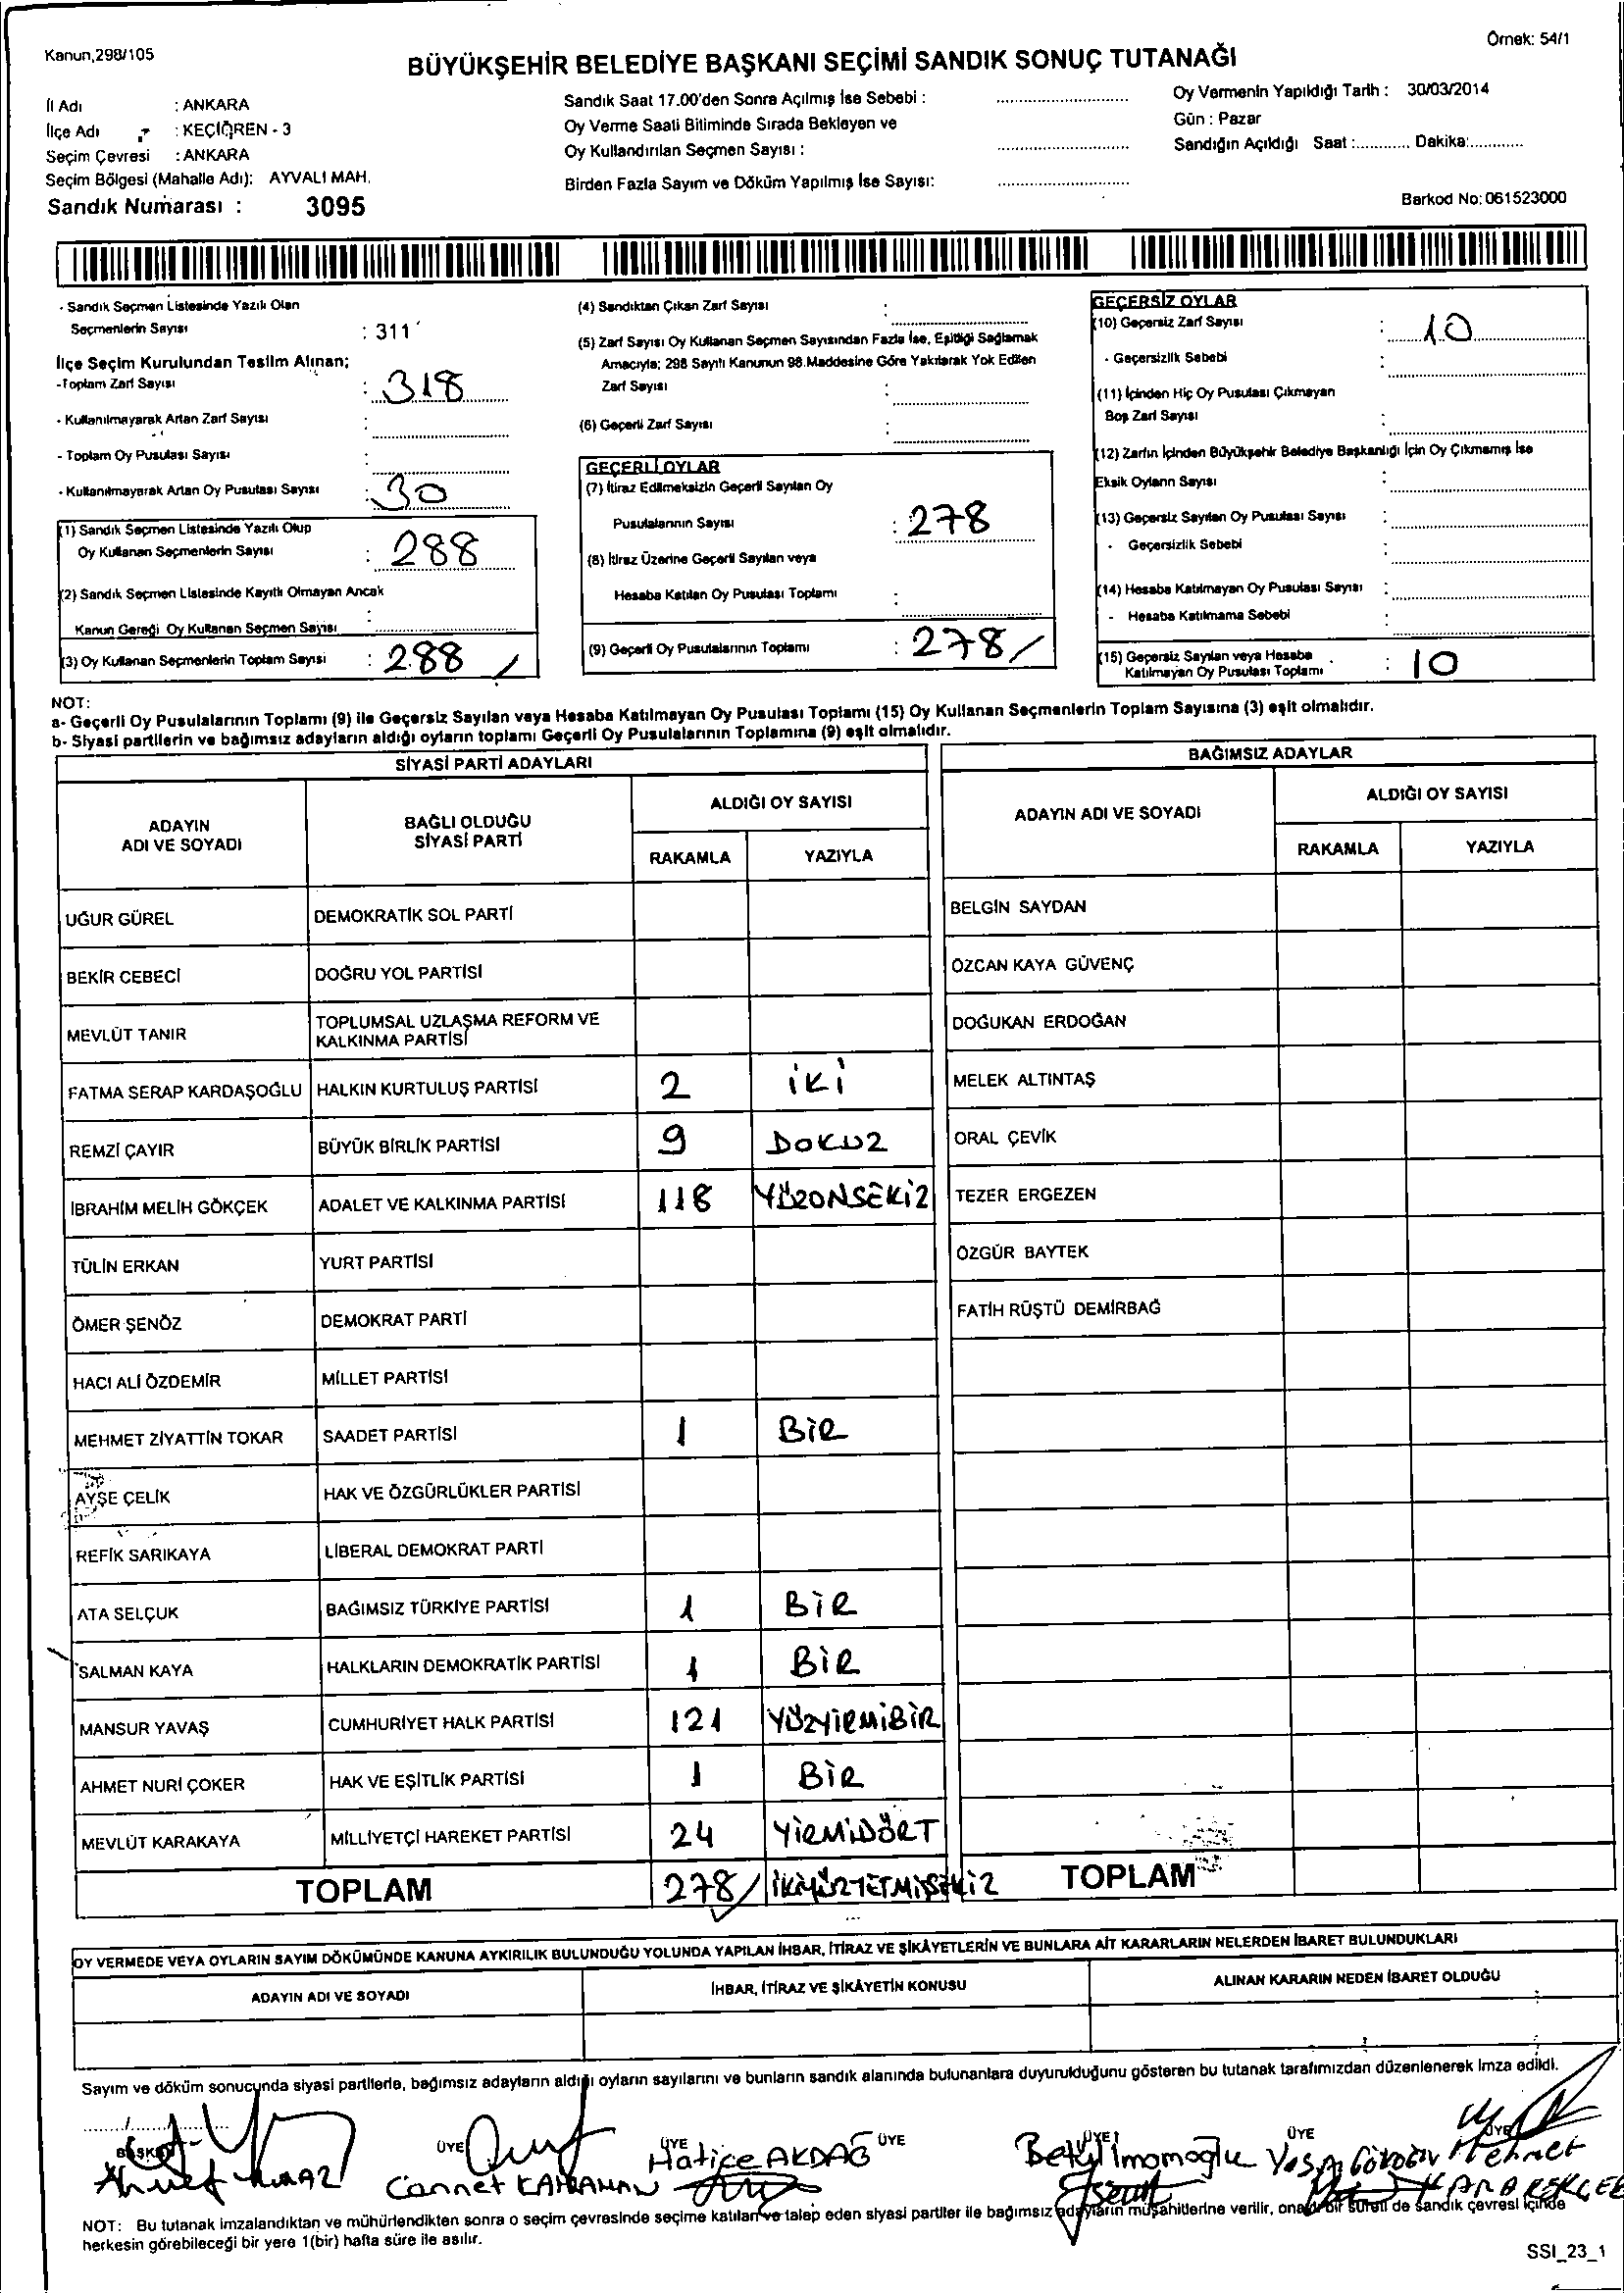 Kanun,298/105
Örnek: 54/1
BÜYÜKŞEHİR BELEDİYE BAŞKANI SEÇİMİ SANDIK SONUÇ TUTANAĞI
İl Adı : ANKARA
İlçe Adı : KEÇİÖREN - 3
Seçim Çevresi : ANKARA
Seçim Bölgesi (Mahalle Adı): AYVALI MAH.
Sandık Numarası : 3095
Sandık Saat 17.00'den Sonra Açılmış İse Sebebi :
Oy Verme Saati Bitiminde Sırada Bekleyen ve
Oy Kullandırılan Seçmen Sayısı :
Birden Fazla Sayım ve Döküm Yapılmış İse Sayısı:
Oy Vermenin Yapıldığı Tarih : 30/03/2014
Gün : Pazar
Sandığın Açıldığı Saat :............ Dakika:............
Barkod No: 061523000
- Sandık Seçmen Listesinde Yazılı Olan
Seçmenlerin Sayısı : 311
İlçe Seçim Kurulundan Teslim Alınan;
-Toplam Zarf Sayısı : 318
- Kullanılmayarak Artan Zarf Sayısı :
- Toplam Oy Pusulası Sayısı :
- Kullanılmayarak Artan Oy Pusulası Sayısı : 30
(1) Sandık Seçmen Listesinde Yazılı Olup
Oy Kullanan Seçmenlerin Sayısı : 288
(2) Sandık Seçmen Listesinde Kayıtlı Olmayan Ancak
Kanun Gereği Oy Kullanan Seçmen Sayısı :
(3) Oy Kullanan Seçmenlerin Toplam Sayısı : 288
(4) Sandıktan Çıkan Zarf Sayısı :
(5) Zarf Sayısı Oy Kullanan Seçmen Sayısından Fazla İse, Eşitliği Sağlamak
Amacıyla; 298 Sayılı Kanunun 98.Maddesine Göre Yakılarak Yok Edilen
Zarf Sayısı :
(6) Geçerli Zarf Sayısı :
GEÇERLİ OYLAR
(7) İtiraz Edilmeksizin Geçerli Sayılan Oy
Pusulalarının Sayısı : 278
(8) İtiraz Üzerine Geçerli Sayılan veya
Hesaba Katılan Oy Pusulası Toplamı :
(9) Geçerli Oy Pusulalarının Toplamı : 278
GEÇERSİZ OYLAR
(10) Geçersiz Zarf Sayısı : 10
- Geçersizlik Sebebi :
(11) İçinden Hiç Oy Pusulası Çıkmayan
Boş Zarf Sayısı :
(12) Zarfın İçinden Büyükşehir Belediye Başkanlığı İçin Oy Çıkmamış İse
Eksik Oyların Sayısı :
(13) Geçersiz Sayılan Oy Pusulası Sayısı :
- Geçersizlik Sebebi :
(14) Hesaba Katılmayan Oy Pusulası Sayısı :
- Hesaba Katılmama Sebebi :
(15) Geçersiz Sayılan veya Hesaba
Katılmayan Oy Pusulası Toplamı : 10
NOT:
a- Geçerli Oy Pusulalarının Toplamı (9) ile Geçersiz Sayılan veya Hesaba Katılmayan Oy Pusulası Toplamı (15) Oy Kullanan Seçmenlerin Toplam Sayısına (3) eşit olmalıdır.
b- Siyasi partilerin ve bağımsız adayların aldığı oyların toplamı Geçerli Oy Pusulalarının Toplamına (9) eşit olmalıdır.
SİYASİ PARTİ ADAYLARI
ADAYIN
ADI VE SOYADI
BAĞLI OLDUĞU
SİYASİ PARTİ
ALDIĞI OY SAYISI
RAKAMLA YAZIYLA
UĞUR GÜREL DEMOKRATİK SOL PARTİ
BEKİR CEBECİ DOĞRU YOL PARTİSİ
MEVLÜT TANIR TOPLUMSAL UZLAŞMA REFORM VE
KALKINMA PARTİSİ
FATMA SERAP KARDAŞOĞLU HALKIN KURTULUŞ PARTİSİ 2 İKİ
REMZİ ÇAYIR BÜYÜK BİRLİK PARTİSİ 9 DOKUZ
İBRAHİM MELİH GÖKÇEK ADALET VE KALKINMA PARTİSİ 118 YÜZONSEKİZ
TÜLİN ERKAN YURT PARTİSİ
ÖMER ŞENÖZ DEMOKRAT PARTİ
HACI ALİ ÖZDEMİR MİLLET PARTİSİ
MEHMET ZİYATTİN TOKAR SAADET PARTİSİ 1 BİR
AYŞE ÇELİK HAK VE ÖZGÜRLÜKLER PARTİSİ
REFİK SARIKAYA LİBERAL DEMOKRAT PARTİ
ATA SELÇUK BAĞIMSIZ TÜRKİYE PARTİSİ 1 BİR
SALMAN KAYA HALKLARIN DEMOKRATİK PARTİSİ 1 BİR
MANSUR YAVAŞ CUMHURİYET HALK PARTİSİ 121 YÜZYİRMİBİR
AHMET NURİ ÇOKER HAK VE EŞİTLİK PARTİSİ 1 BİR
MEVLÜT KARAKAYA MİLLİYETÇİ HAREKET PARTİSİ 24 YİRMİDÖRT
TOPLAM 278 İKİYÜZYETMİŞSEKİZ
BAĞIMSIZ ADAYLAR
ADAYIN ADI VE SOYADI
ALDIĞI OY SAYISI
RAKAMLA YAZIYLA
BELGİN SAYDAN
ÖZCAN KAYA GÜVENÇ
DOĞUKAN ERDOĞAN
MELEK ALTINTAŞ
ORAL ÇEVİK
TEZER ERGEZEN
ÖZGÜR BAYTEK
FATİH RÜŞTÜ DEMİRBAĞ
TOPLAM
OY VERMEDE VEYA OYLARIN SAYIM DÖKÜMÜNDE KANUNA AYKIRILIK BULUNDUĞU YOLUNDA YAPILAN İHBAR, İTİRAZ VE ŞİKÂYETLERİN VE BUNLARA AİT KARARLARIN NELERDEN İBARET BULUNDUKLARI
ADAYIN ADI VE SOYADI İHBAR, İTİRAZ VE ŞİKÂYETİN KONUSU ALINAN KARARIN NEDEN İBARET OLDUĞU
Sayım ve döküm sonucunda siyasi partilerle, bağımsız adayların aldığı oyların sayılarını ve bunların sandık alanında bulunanlara duyurulduğunu gösteren bu tutanak tarafımızdan düzenlenerek imza edildi.
BAŞKAN ÜYE ÜYE ÜYE ÜYE ÜYE ÜYE
Cannet KAHRAMAN Hatice AKDAĞ Betül İmamoğlu Mehmet
NOT: Bu tutanak imzalandıktan ve mühürlendikten sonra o seçim çevresinde seçime katılan ve talep eden siyasi partiler ile bağımsız adayların müşahitlerine verilir, onaylı bir sureti de sandık çevresi içinde
herkesin görebileceği bir yere 1(bir) hafta süre ile asılır.
SSI_23_1